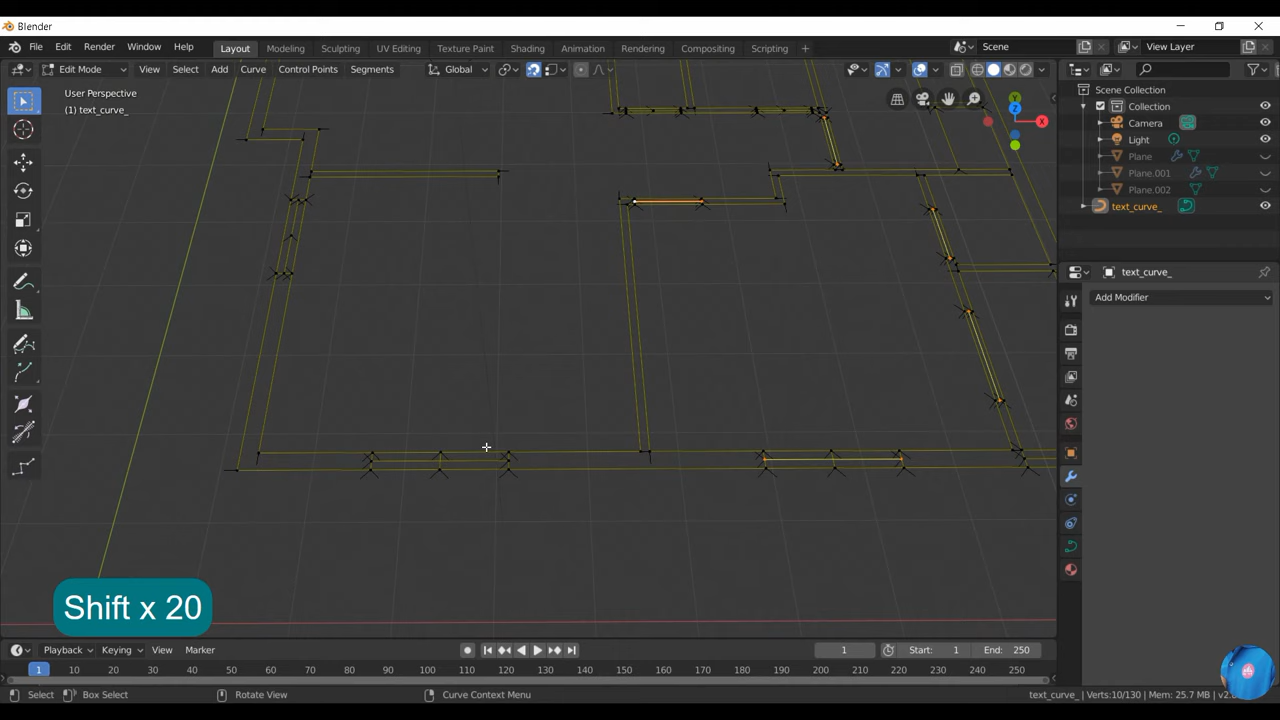 Blender
File Edit Render Window Help Layout Modeling Sculpting UV Editing Texture Paint Shading Animation Rendering Compositing Scripting + Scene View Layer
Edit Mode View Select Add Curve Control Points Segments Global
User Perspective
(1) text_curve_
Scene Collection
Collection
Camera
Light
Plane
Plane.001
Plane.002
text_curve_
text_curve_
Add Modifier
X
Y
Z
Shift x 20
Playback Keying View Marker 1 Start: 1 End: 250
1 10 20 30 40 50 60 70 80 90 100 110 120 130 140 150 160 170 180 190 200 210 220 230 240 250
Select Box Select Rotate View Curve Context Menu text_curve_ | Verts:10/130 | Mem: 25.7 MB | v2.8